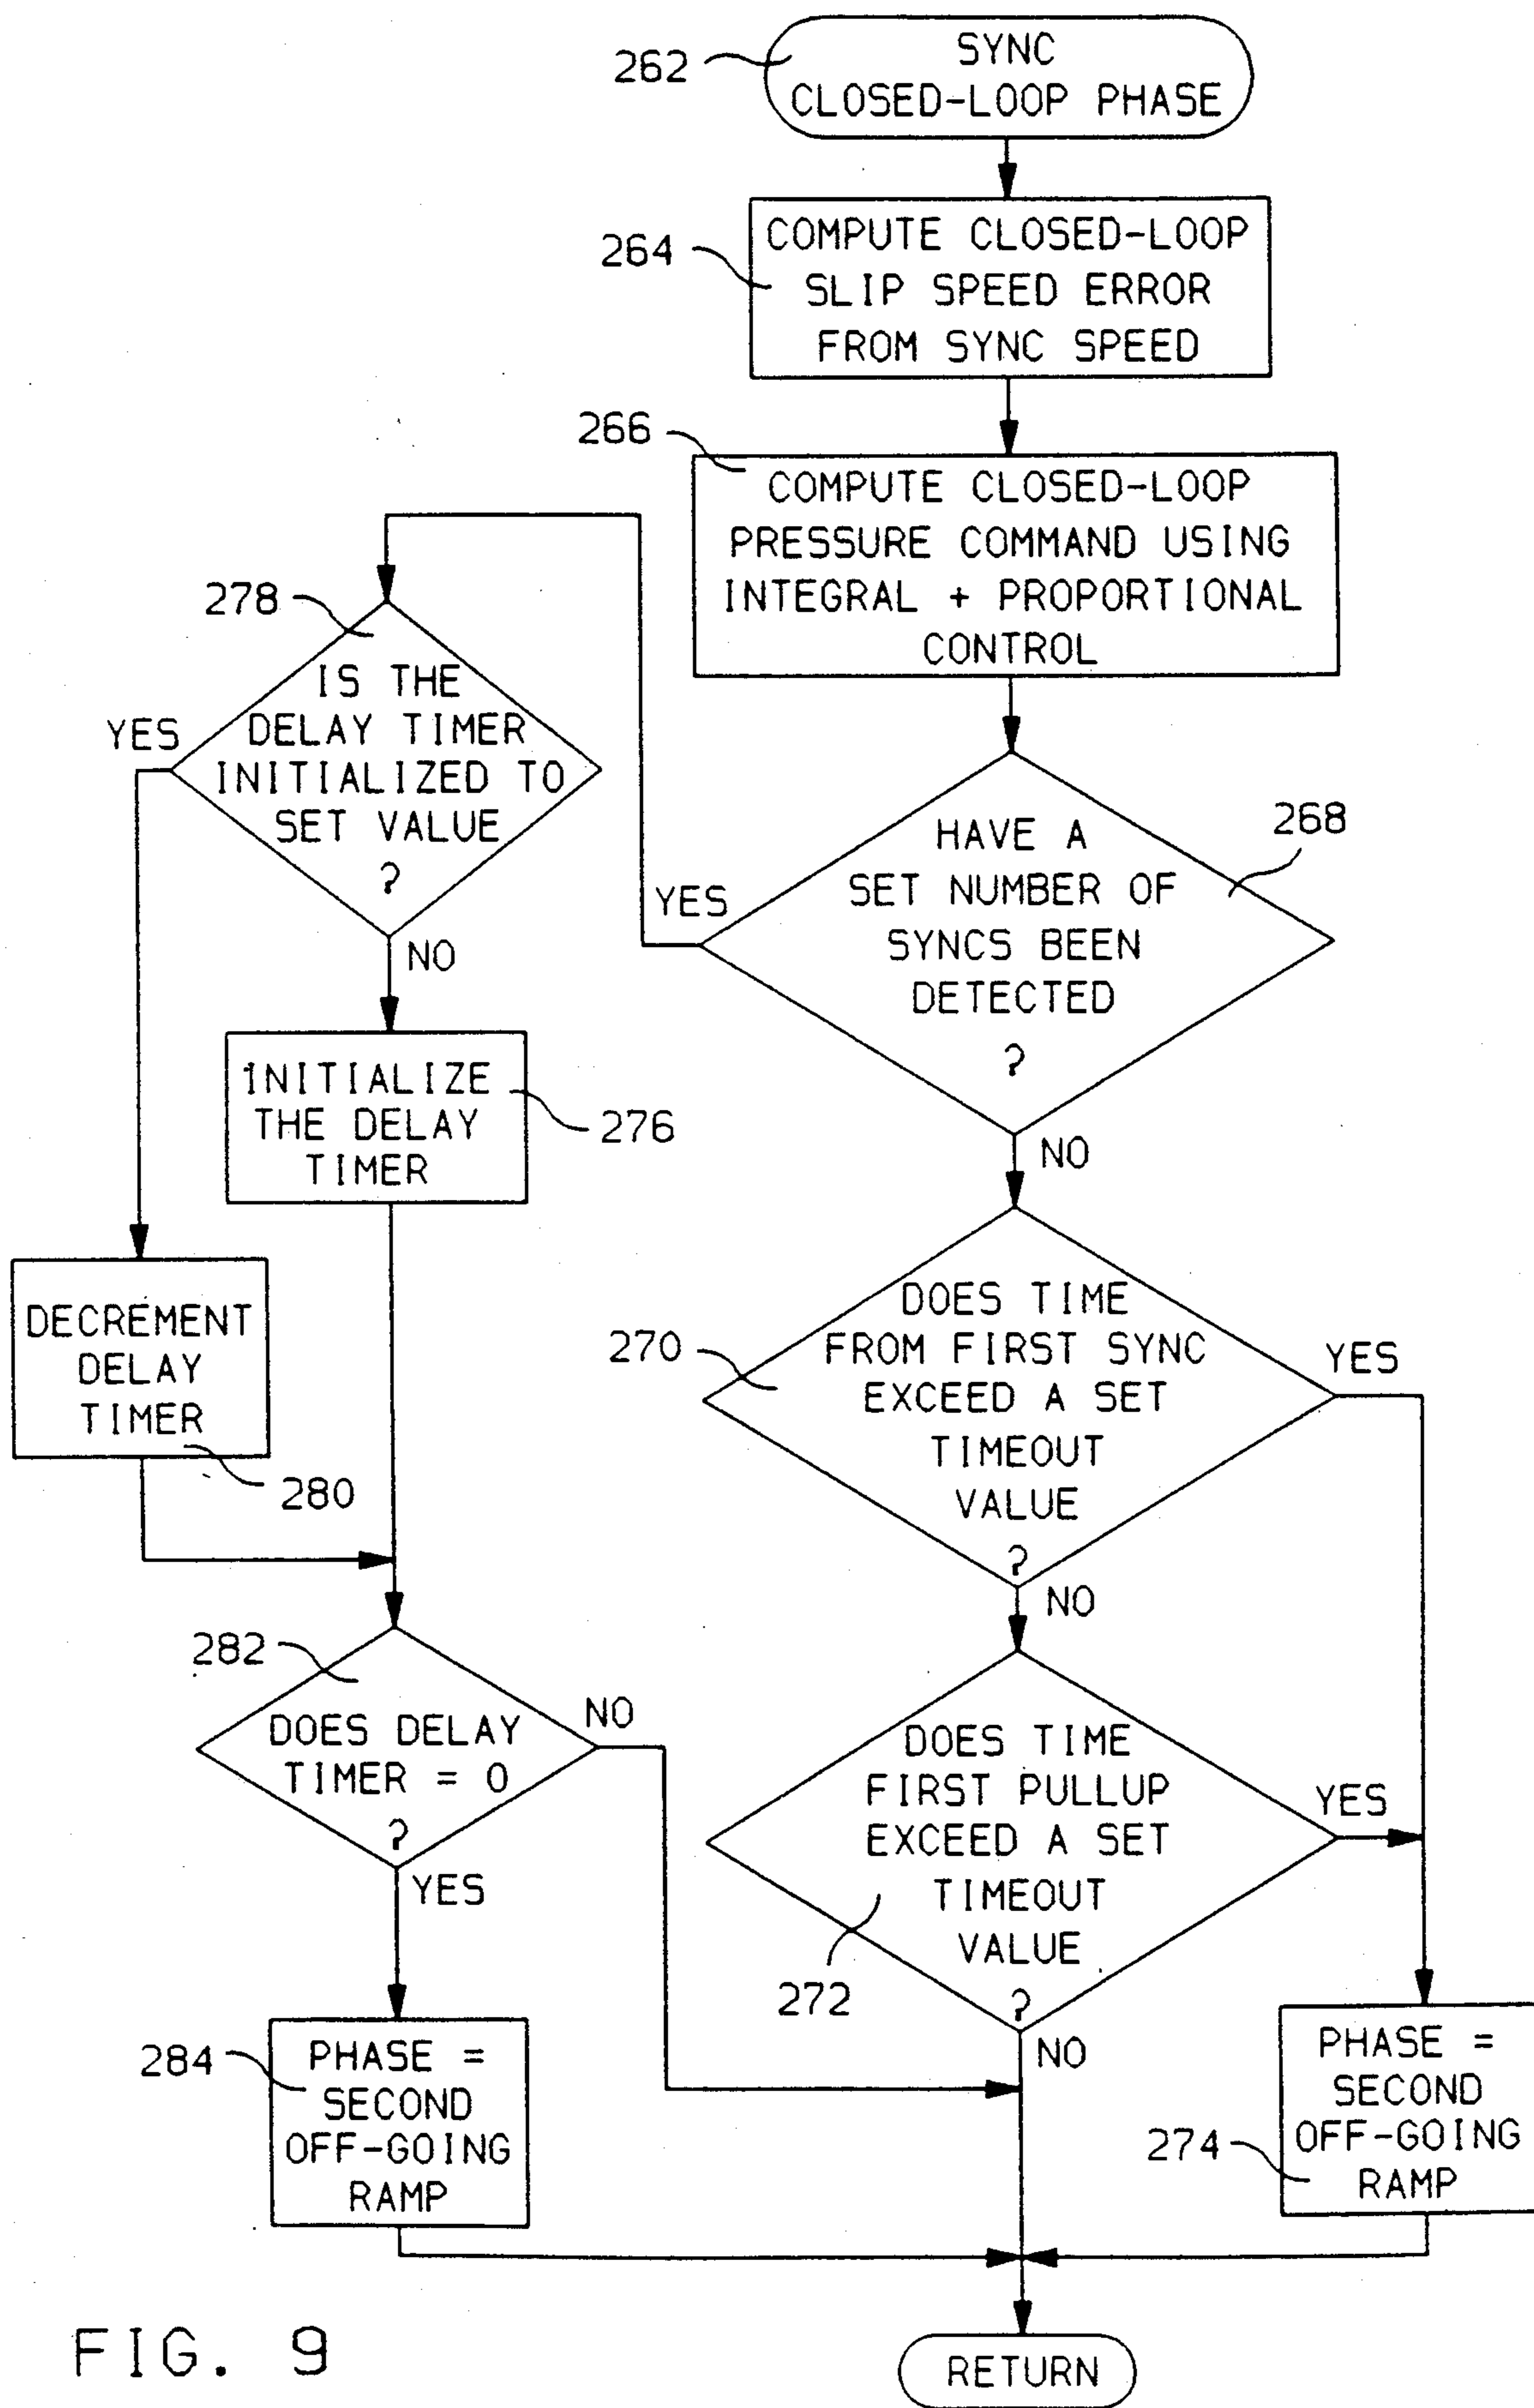 262
SYNC
CLOSED-LOOP PHASE
264
COMPUTE CLOSED-LOOP
SLIP SPEED ERROR
FROM SYNC SPEED
266
COMPUTE CLOSED-LOOP
PRESSURE COMMAND USING
INTEGRAL + PROPORTIONAL
CONTROL
268
HAVE A
SET NUMBER OF
SYNCS BEEN
DETECTED
?
YES
NO
278
IS THE
DELAY TIMER
INITIALIZED TO
SET VALUE
?
YES
NO
INITIALIZE
THE DELAY
TIMER
276
DECREMENT
DELAY
TIMER
280
270
DOES TIME
FROM FIRST SYNC
EXCEED A SET
TIMEOUT
VALUE
?
YES
NO
282
DOES DELAY
TIMER = 0
?
NO
YES
DOES TIME
FIRST PULLUP
EXCEED A SET
TIMEOUT
VALUE
?
272
YES
NO
284
PHASE =
SECOND
OFF-GOING
RAMP
274
PHASE =
SECOND
OFF-GOING
RAMP
RETURN
FIG. 9